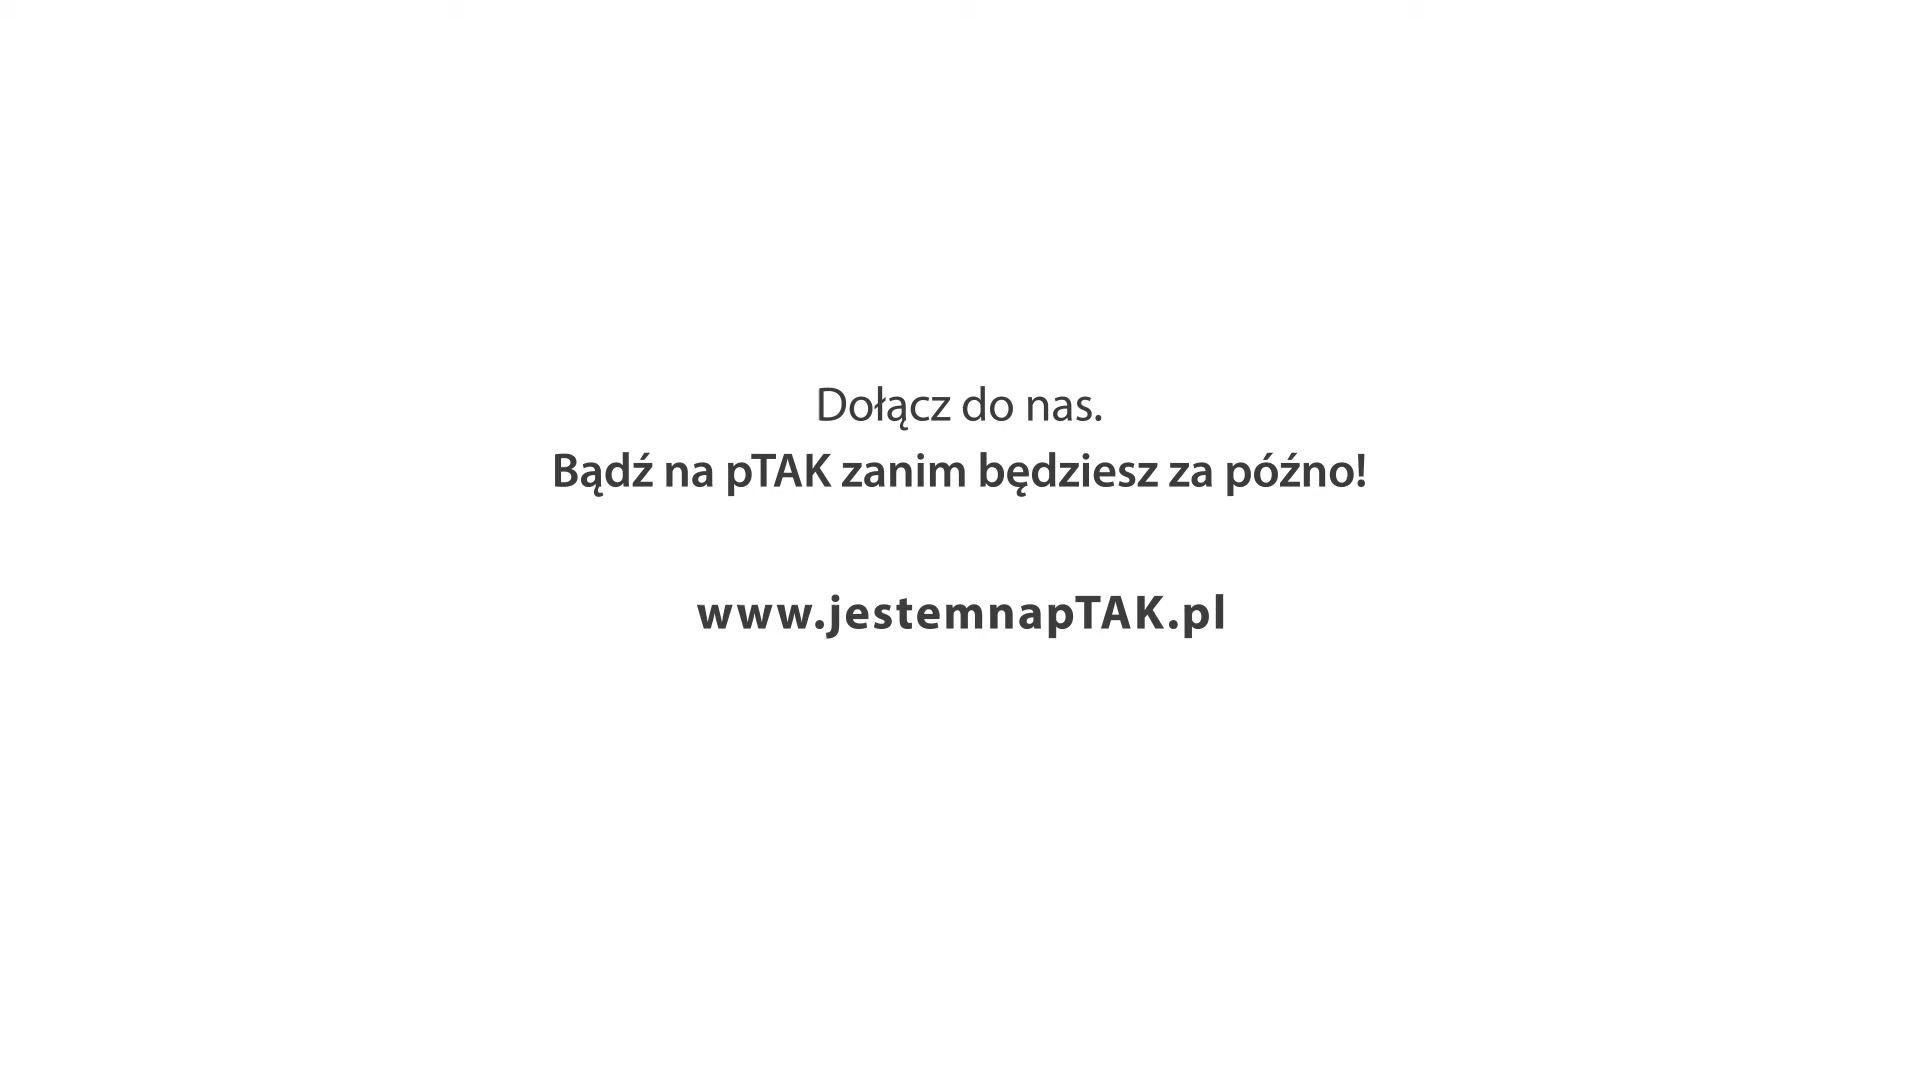 Dołącz do nas.
Bądź na pTAK zanim będziesz za późno!
www.jestemnapTAK.pl